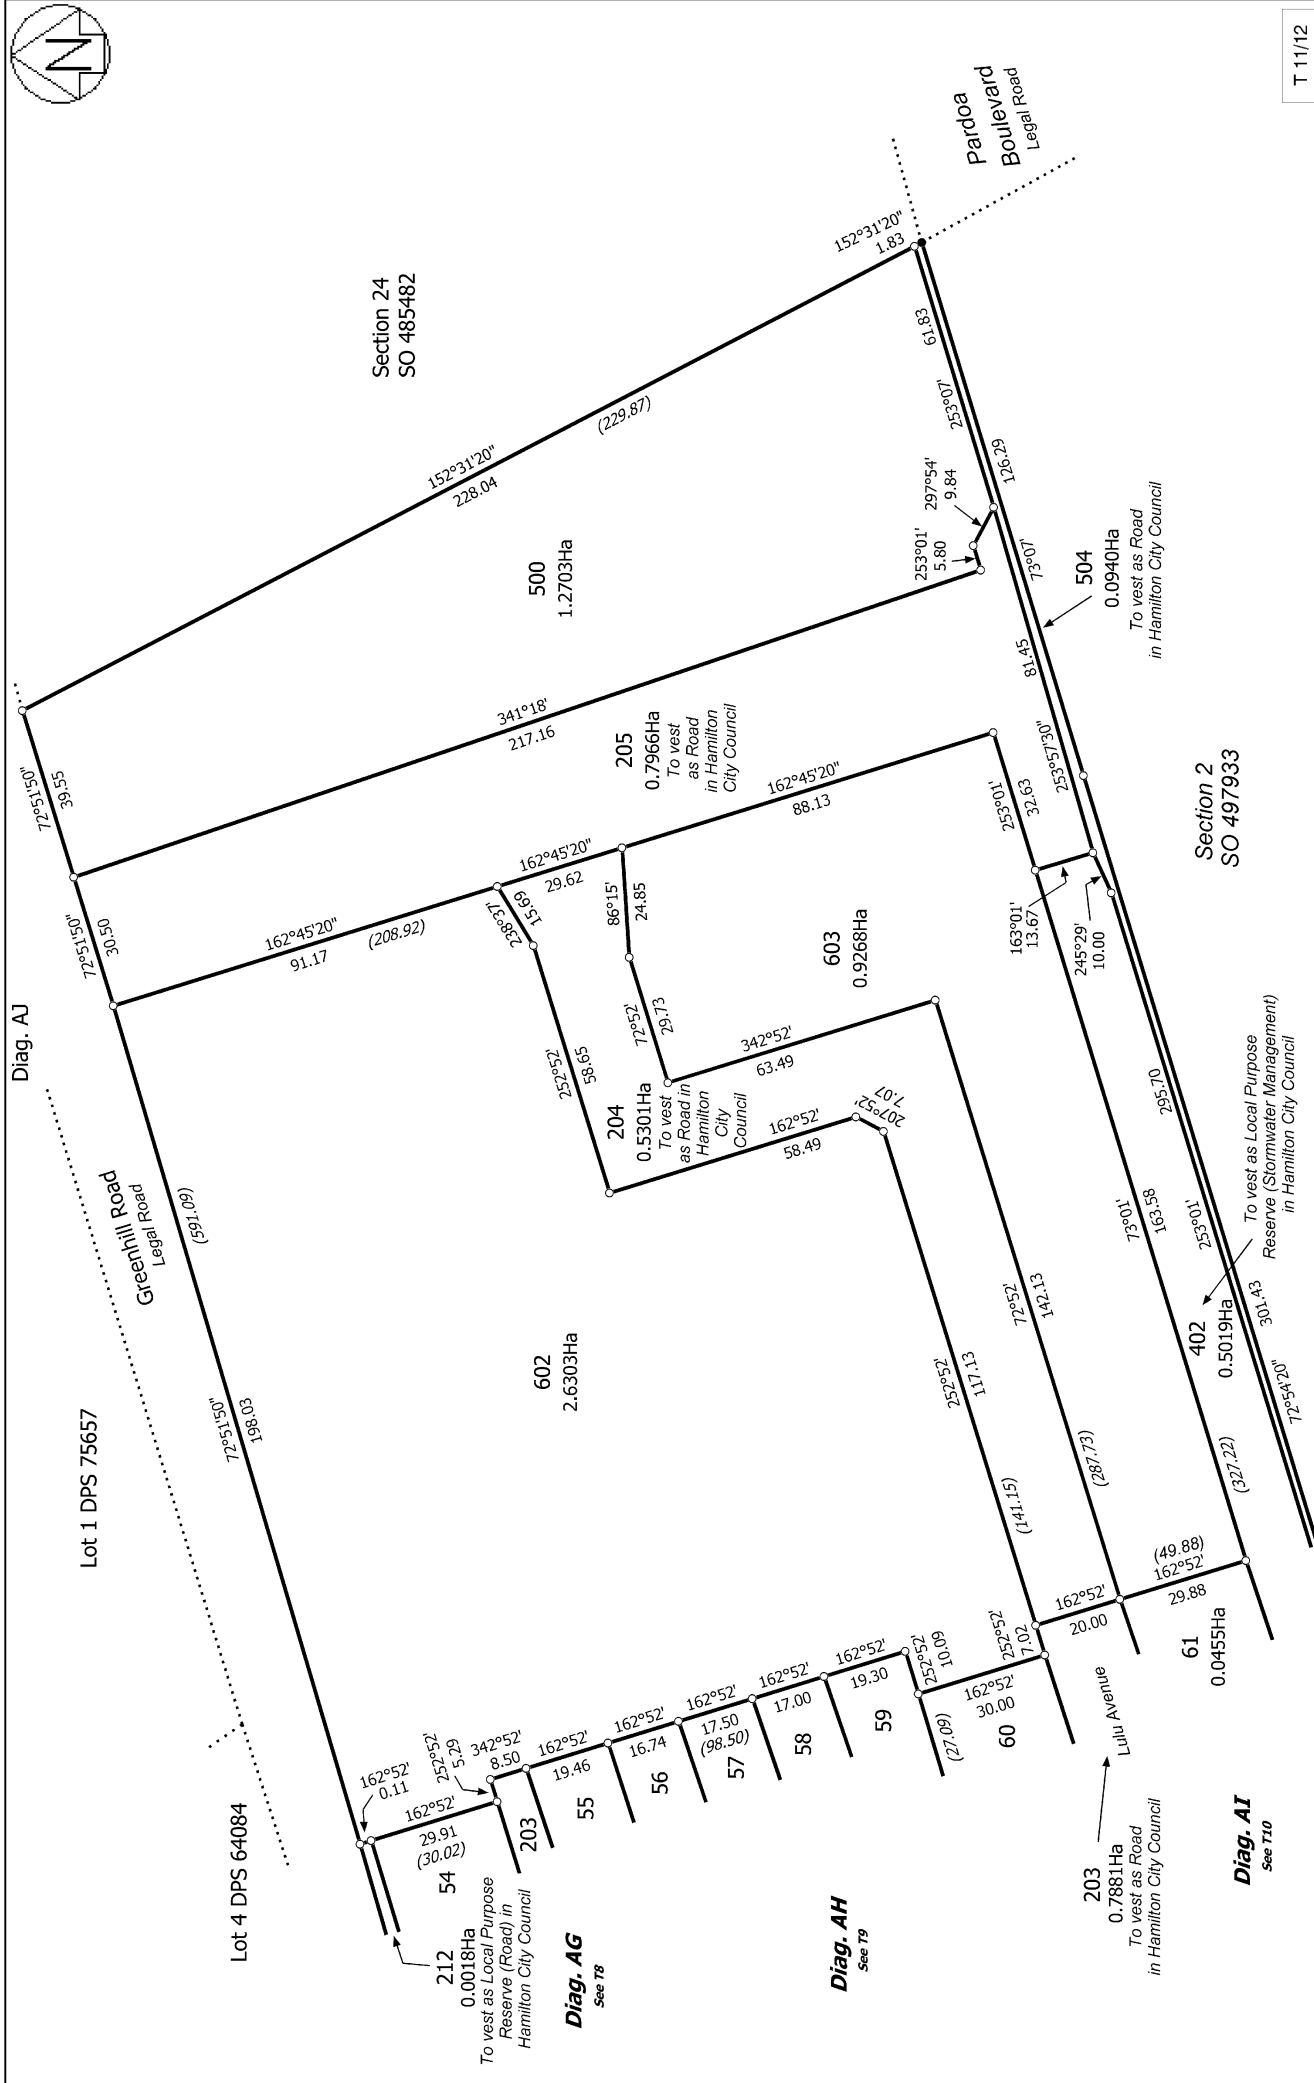 Diag. AJ
N
Lot 1 DPS 75657
Lot 4 DPS 64084
Greenhill Road
Legal Road
(591.09)
72°51'50"
198.03
72°51'50"
30.50
72°51'50"
39.55
Section 24
SO 485482
Pardoa
Boulevard
Legal Road
152°31'20"
228.04
(229.87)
152°31'20"
1.83
500
1.2703Ha
341°18'
217.16
205
0.7966Ha
To vest
as Road
in Hamilton
City Council
162°45'20"
91.17
(208.92)
162°45'20"
29.62
162°45'20"
88.13
238°37'
15.69
86°15'
24.85
72°52'
29.73
252°52'
58.65
204
0.5301Ha
To vest
as Road in
Hamilton
City
Council
342°52'
63.49
162°52'
58.49
207°52'
7.07
603
0.9268Ha
602
2.6303Ha
253°01'
5.80
297°54'
9.84
253°07'
61.83
126.29
73°07'
81.45
253°57'30"
504
0.0940Ha
To vest as Road
in Hamilton City Council
253°01'
32.63
163°01'
13.67
245°29'
10.00
Section 2
SO 497933
252°52'
117.13
(141.15)
72°52'
142.13
(287.73)
73°01'
163.58
(327.22)
295.70
253°01'
301.43
72°54'20"
402
0.5019Ha
To vest as Local Purpose
Reserve (Stormwater Management)
in Hamilton City Council
162°52'
0.11
162°52'
29.91
(30.02)
252°52'
5.29
342°52'
8.50
162°52'
19.46
162°52'
16.74
162°52'
17.50
(98.50)
162°52'
17.00
162°52'
19.30
252°52'
10.09
(27.09)
162°52'
30.00
252°52'
7.02
162°52'
20.00
162°52'
29.88
(49.88)
54
203
55
56
57
58
59
60
61
0.0455Ha
Lulu Avenue
212
0.0018Ha
To vest as Local Purpose
Reserve (Road) in
Hamilton City Council
203
0.7881Ha
To vest as Road
in Hamilton City Council
Diag. AG
See T8
Diag. AH
See T9
Diag. AI
See T10
T 11/12